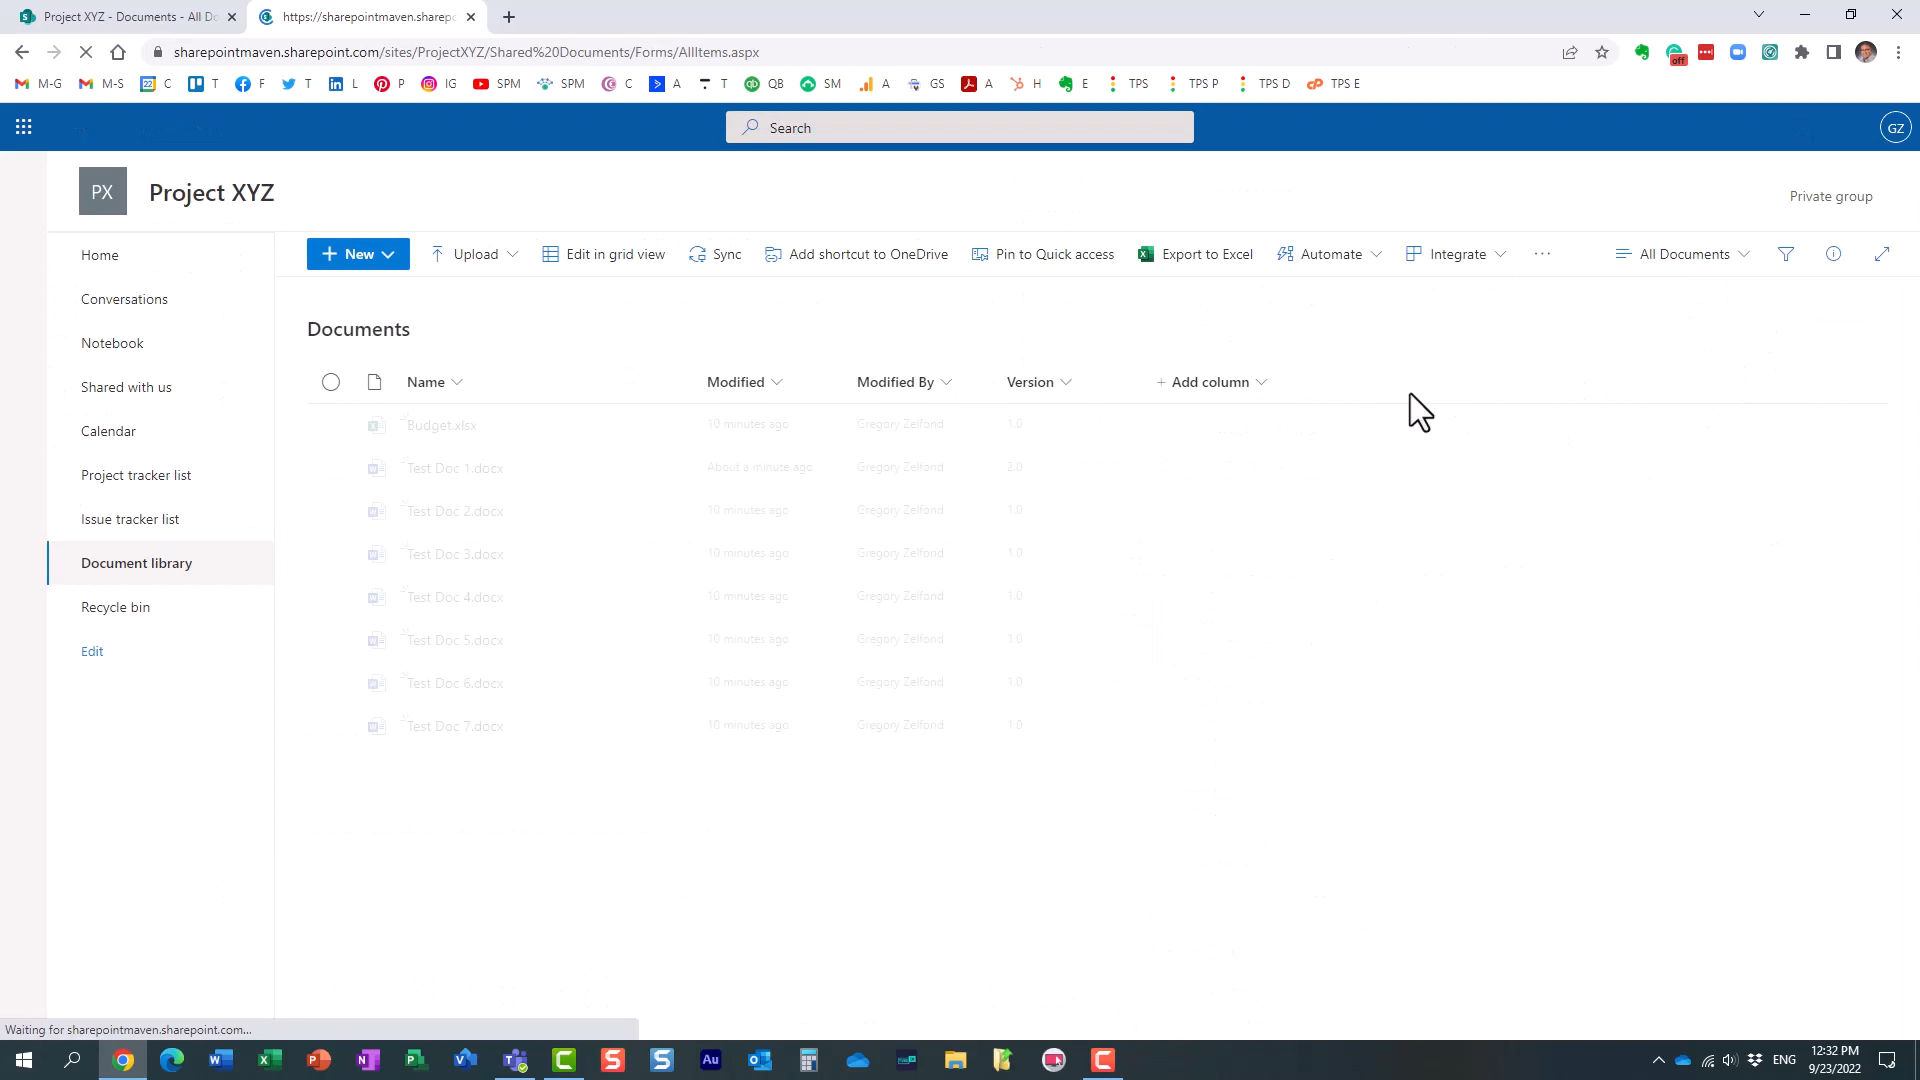 Project XYZ - Documents - All Do
https://sharepointmaven.sharepo
sharepointmaven.sharepoint.com/sites/ProjectXYZ/Shared%20Documents/Forms/AllItems.aspx
off
M-G M-S C T F T L P IG SPM SPM C A T QB SM A GS A H E TPS TPS P TPS D TPS E
Search
GZ
PX
Project XYZ
Private group
New Upload Edit in grid view Sync Add shortcut to OneDrive Pin to Quick access Export to Excel Automate Integrate ··· All Documents
Home
Conversations
Notebook
Shared with us
Calendar
Project tracker list
Issue tracker list
Document library
Recycle bin
Edit
Documents
Name Modified Modified By Version + Add column
Budget.xlsx 10 minutes ago Gregory Zelfond 1.0
Test Doc 1.docx About a minute ago Gregory Zelfond 2.0
Test Doc 2.docx 10 minutes ago Gregory Zelfond 1.0
Test Doc 3.docx 10 minutes ago Gregory Zelfond 1.0
Test Doc 4.docx 10 minutes ago Gregory Zelfond 1.0
Test Doc 5.docx 10 minutes ago Gregory Zelfond 1.0
Test Doc 6.docx 10 minutes ago Gregory Zelfond 1.0
Test Doc 7.docx 10 minutes ago Gregory Zelfond 1.0
Waiting for sharepointmaven.sharepoint.com...
ENG
12:32 PM
9/23/2022